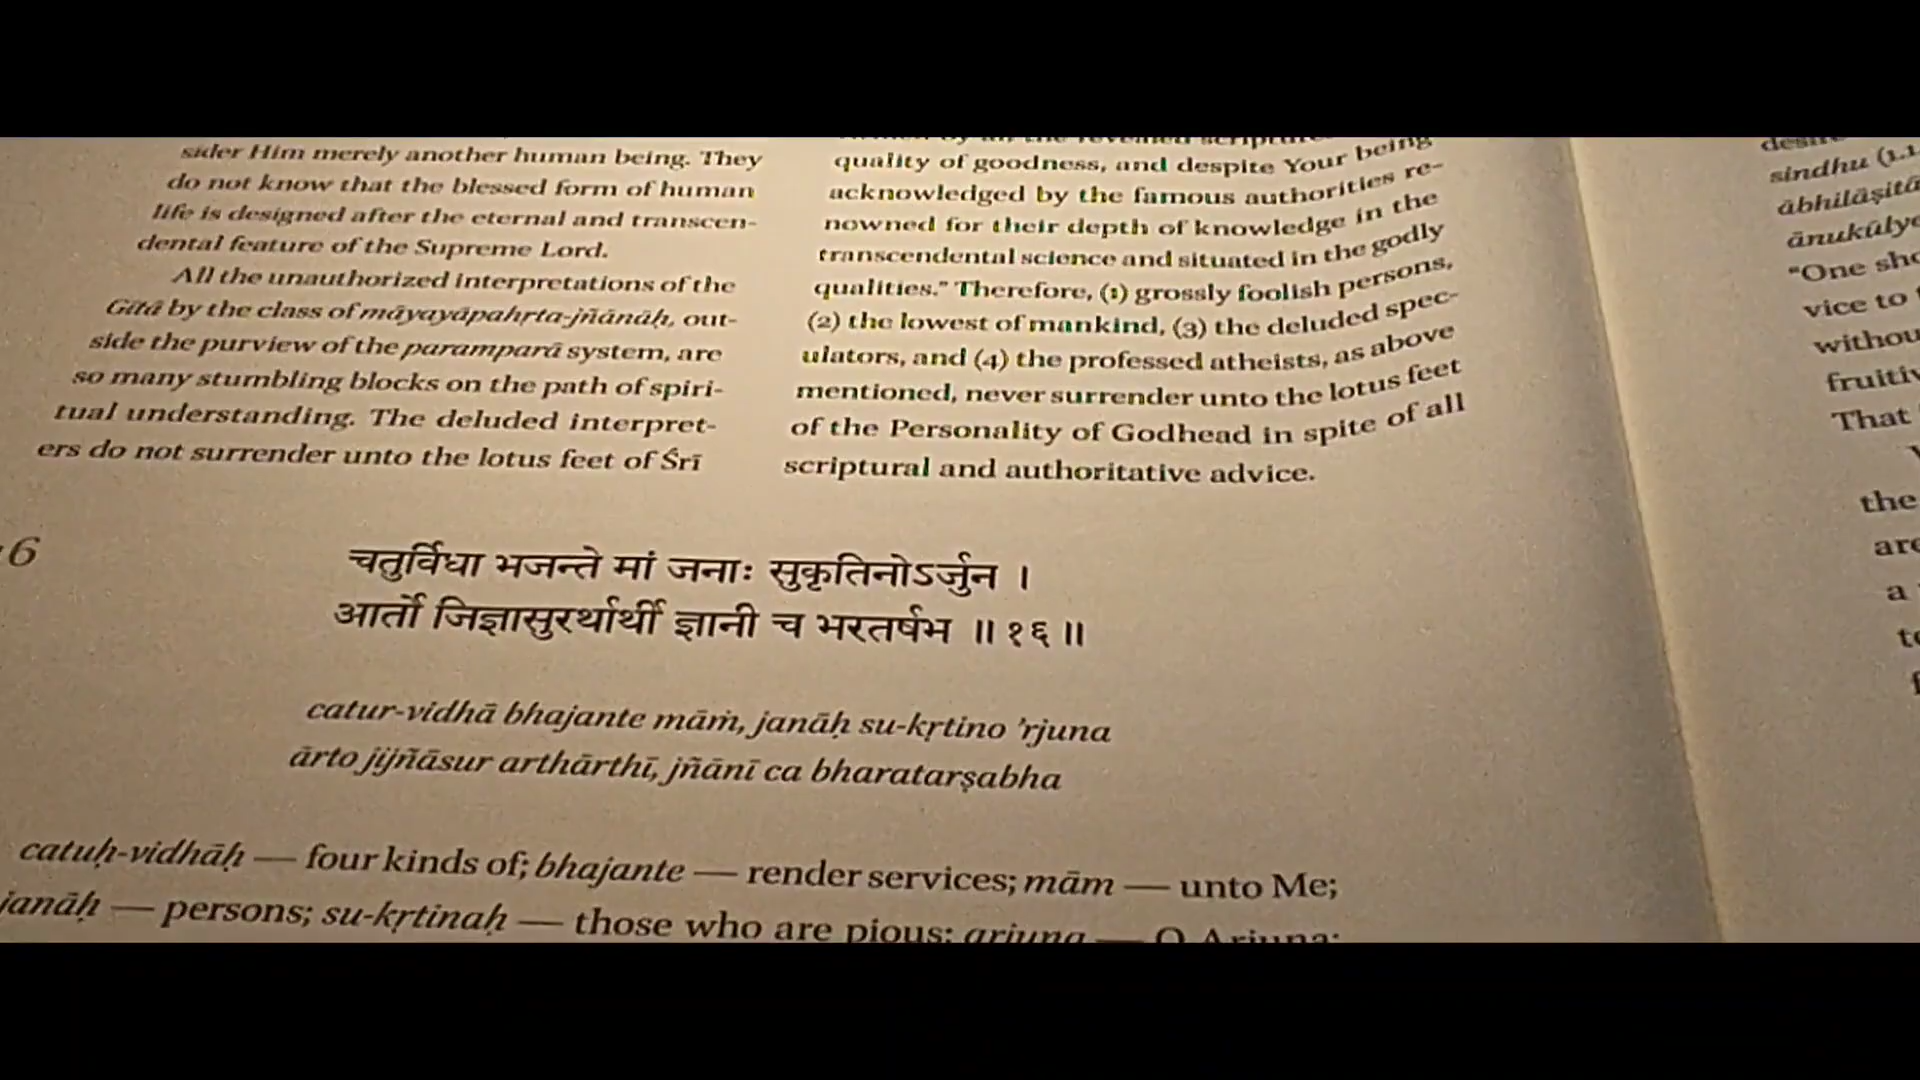 sider Him merely another human being. They
do not know that the blessed form of human
life is designed after the eternal and transcen-
dental feature of the Supreme Lord.
All the unauthorized interpretations of the
Gītā by the class of māyayāpahṛta-jñānāḥ, out-
side the purview of the paramparā system, are
so many stumbling blocks on the path of spiri-
tual understanding. The deluded interpret-
ers do not surrender unto the lotus feet of Śrī
quality of goodness, and despite Your being
acknowledged by the famous authorities re-
nowned for their depth of knowledge in the
transcendental science and situated in the godly
qualities.” Therefore, (1) grossly foolish persons,
(2) the lowest of mankind, (3) the deluded spec-
ulators, and (4) the professed atheists, as above
mentioned, never surrender unto the lotus feet
of the Personality of Godhead in spite of all
scriptural and authoritative advice.
6
चतुर्विधा भजन्ते मां जनाः सुकृतिनोऽर्जुन ।
आर्तो जिज्ञासुरर्थार्थी ज्ञानी च भरतर्षभ ॥ १६ ॥
catur-vidhā bhajante māṁ, janāḥ su-kṛtino ’rjuna
ārto jijñāsur arthārthī, jñānī ca bharatarṣabha
catuḥ-vidhāḥ — four kinds of; bhajante — render services; mām — unto Me;
janāḥ — persons; su-kṛtinaḥ — those who are pious; arjuna — O Arjuna;
sindhu (1.1
ābhilāṣitā
ānukūlye
“One sho
vice to
withou
fruitiv
That
the
are
a